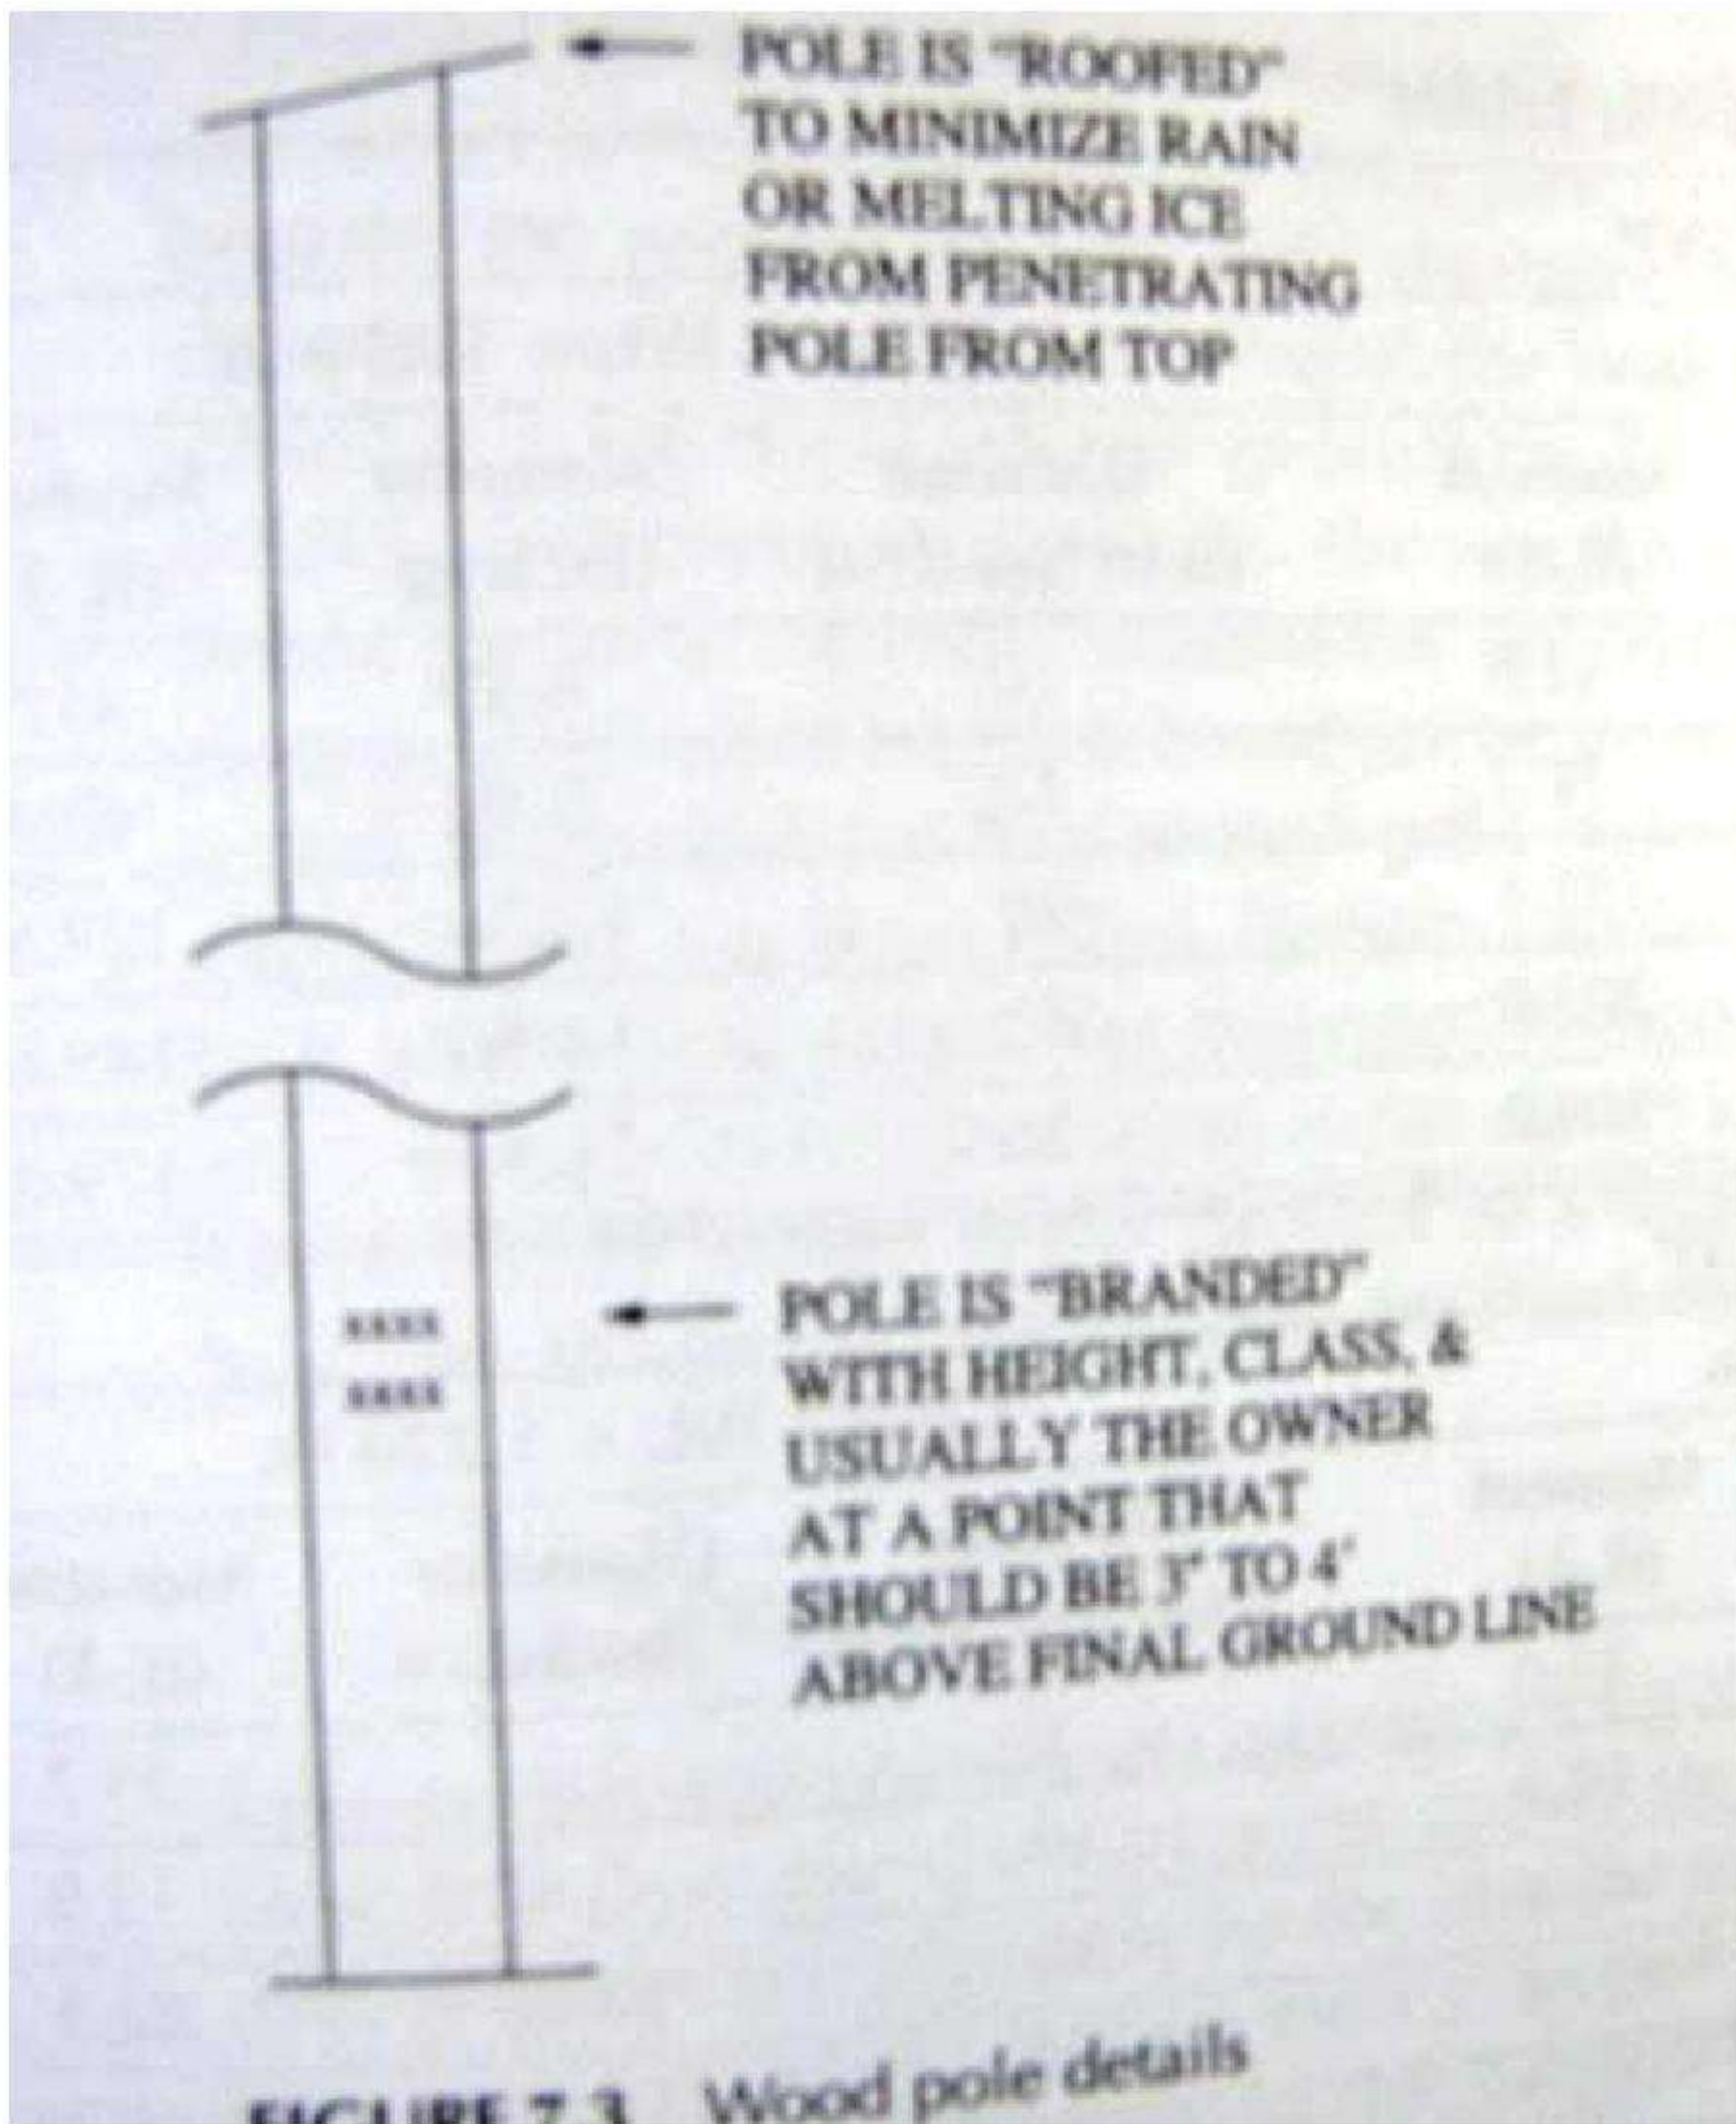 POLE IS "ROOFED"
TO MINIMIZE RAIN
OR MELTING ICE
FROM PENETRATING
POLE FROM TOP
XXXX
XXXX
POLE IS "BRANDED"
WITH HEIGHT, CLASS, &
USUALLY THE OWNER
AT A POINT THAT
SHOULD BE 3' TO 4'
ABOVE FINAL GROUND LINE
FIGURE 7.3 Wood pole details